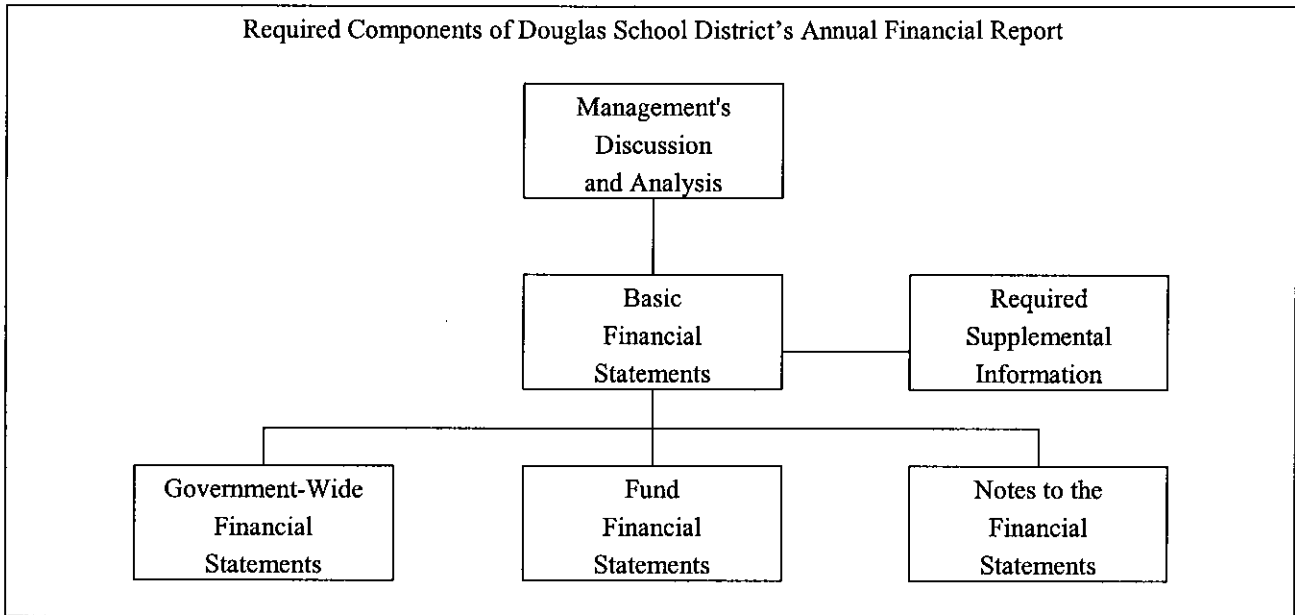 Required Components of Douglas School District's Annual Financial Report
Management's
Discussion
and Analysis
Basic
Financial
Statements
Required
Supplemental
Information
Government-Wide
Financial
Statements
Fund
Financial
Statements
Notes to the
Financial
Statements